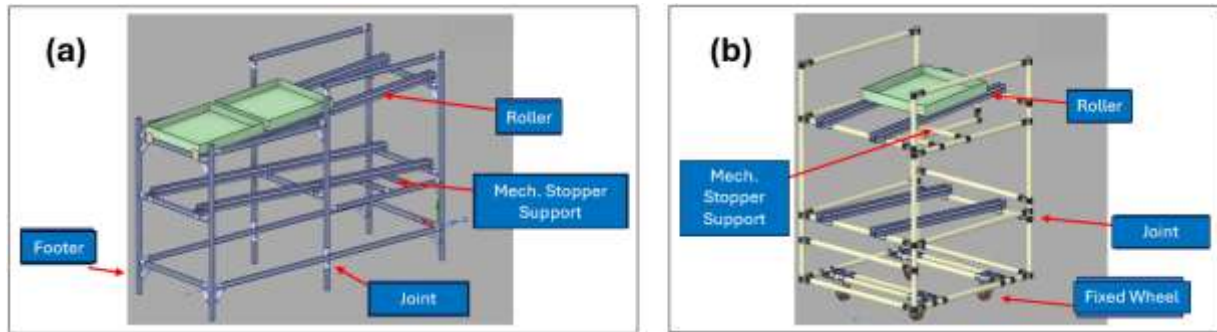 (a)
Roller
Mech. Stopper
Support
Footer
Joint
(b)
Roller
Mech.
Stopper
Support
Joint
Fixed Wheel